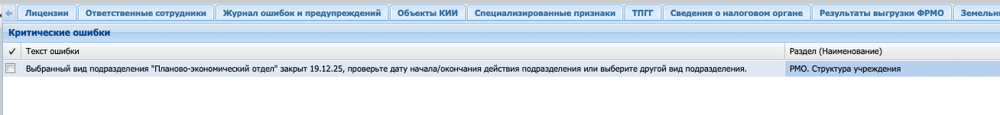 Лицензии Ответственные сотрудники Журнал ошибок и предупреждений Объекты КИИ Специализированные признаки ТПГГ Сведения о налоговом органе Результаты выгрузки ФРМО Земельн
Критические ошибки
Текст ошибки Раздел (Наименование)
Выбранный вид подразделения "Планово-экономический отдел" закрыт 19.12.25, проверьте дату начала/окончания действия подразделения или выберите другой вид подразделения. РМО. Структура учреждения